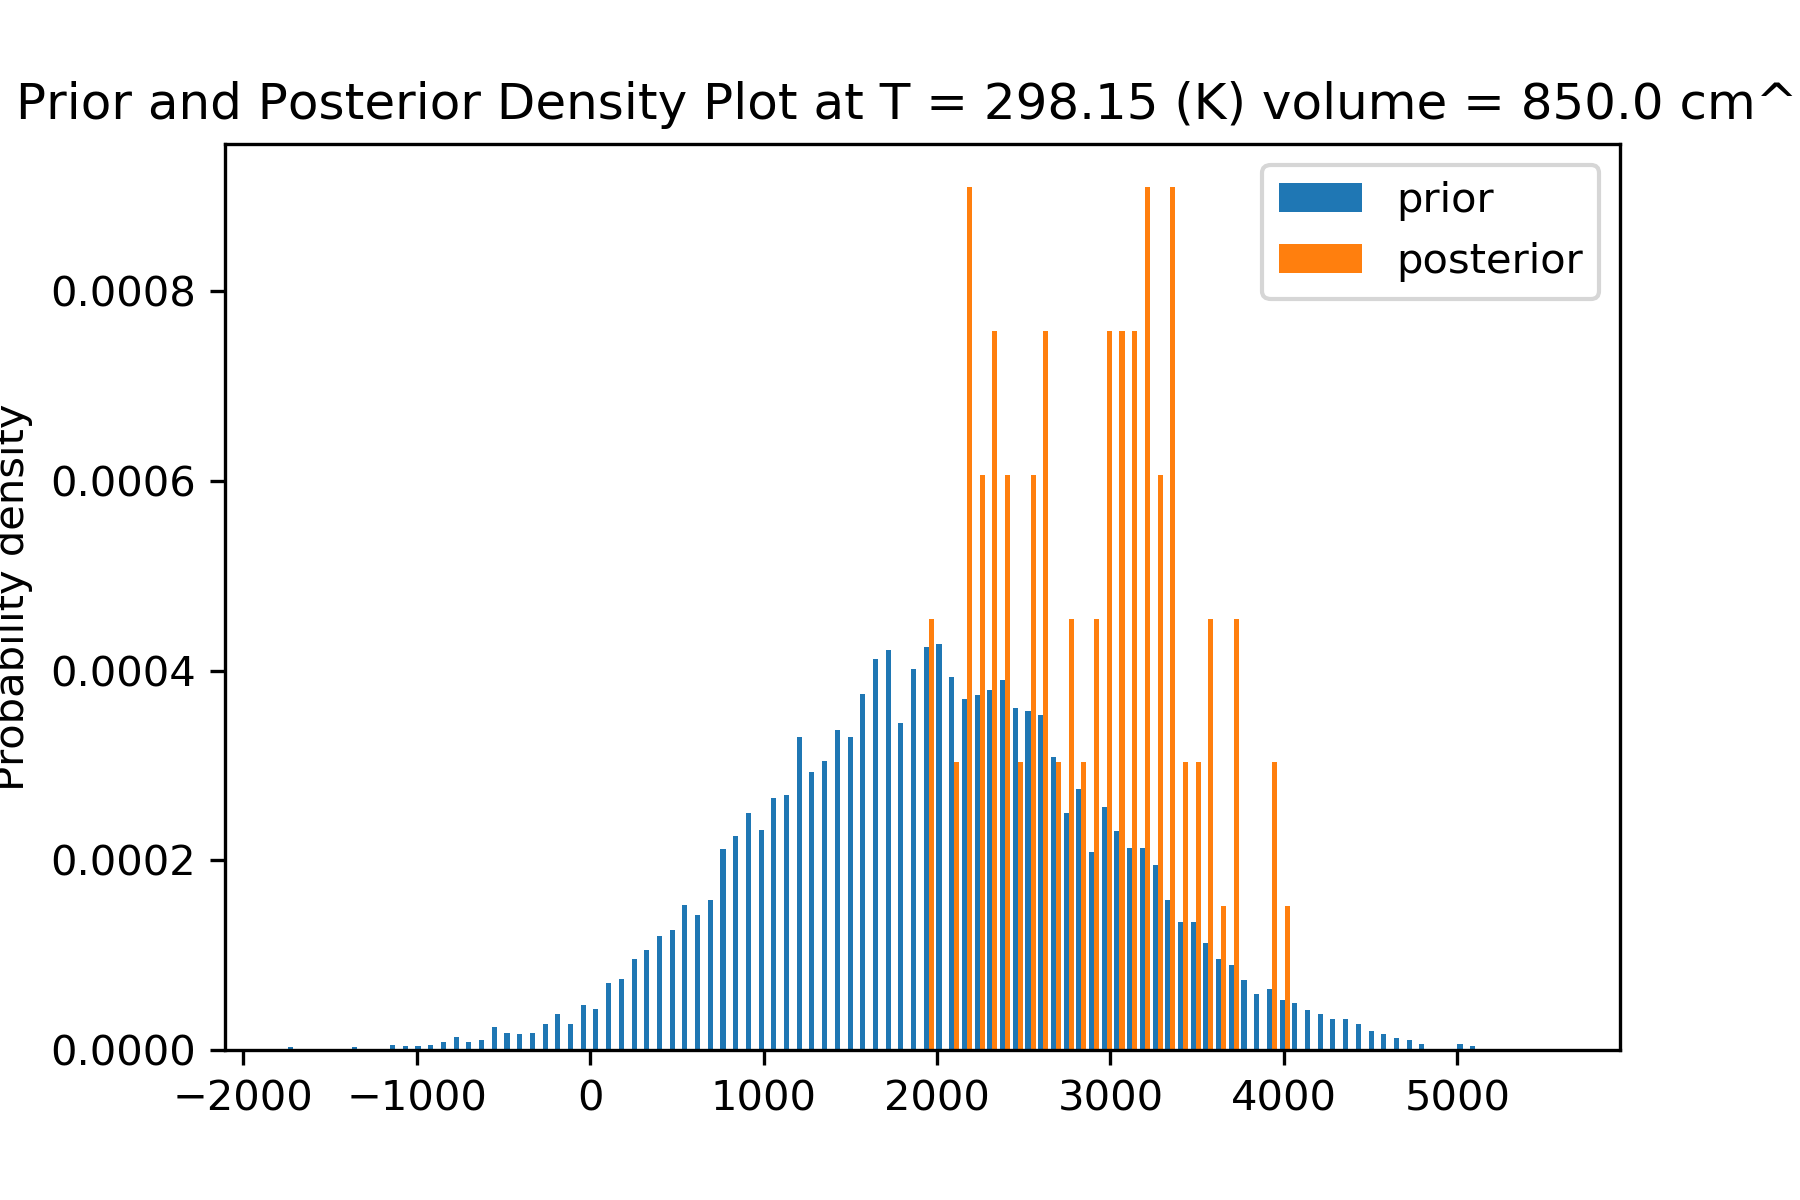 Prior and Posterior Density Plot at T = 298.15 (K) volume = 850.0 cm^
prior
posterior
Probability density
0.0008
0.0006
0.0004
0.0002
0.0000
−2000 −1000 0 1000 2000 3000 4000 5000